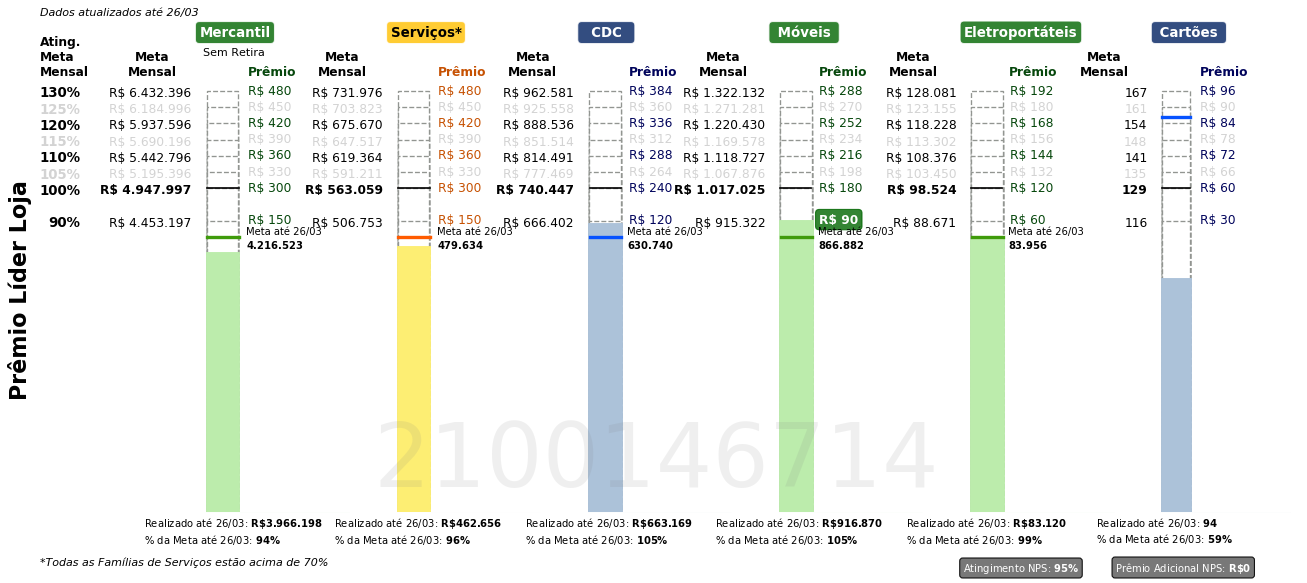 Dados atualizados até 26/03
Mercantil Serviços* CDC Móveis Eletroportáteis Cartões
Sem Retira
Ating. Meta Mensal
Meta Mensal Prêmio Meta Mensal Prêmio Meta Mensal Prêmio Meta Mensal Prêmio Meta Mensal Prêmio Meta Mensal Prêmio
130% R$ 6.432.396 R$ 480 R$ 731.976 R$ 480 R$ 962.581 R$ 384 R$ 1.322.132 R$ 288 R$ 128.081 R$ 192 167 R$ 96
125% R$ 6.184.996 R$ 450 R$ 703.823 R$ 450 R$ 925.558 R$ 360 R$ 1.271.281 R$ 270 R$ 123.155 R$ 180 161 R$ 90
120% R$ 5.937.596 R$ 420 R$ 675.670 R$ 420 R$ 888.536 R$ 336 R$ 1.220.430 R$ 252 R$ 118.228 R$ 168 154 R$ 84
115% R$ 5.690.196 R$ 390 R$ 647.517 R$ 390 R$ 851.514 R$ 312 R$ 1.169.578 R$ 234 R$ 113.302 R$ 156 148 R$ 78
110% R$ 5.442.796 R$ 360 R$ 619.364 R$ 360 R$ 814.491 R$ 288 R$ 1.118.727 R$ 216 R$ 108.376 R$ 144 141 R$ 72
105% R$ 5.195.396 R$ 330 R$ 591.211 R$ 330 R$ 777.469 R$ 264 R$ 1.067.876 R$ 198 R$ 103.450 R$ 132 135 R$ 66
100% R$ 4.947.997 R$ 300 R$ 563.059 R$ 300 R$ 740.447 R$ 240 R$ 1.017.025 R$ 180 R$ 98.524 R$ 120 129 R$ 60
90% R$ 4.453.197 R$ 150 R$ 506.753 R$ 150 R$ 666.402 R$ 120 R$ 915.322 R$ 90 R$ 88.671 R$ 60 116 R$ 30
Meta até 26/03 Meta até 26/03 Meta até 26/03 Meta até 26/03 Meta até 26/03
4.216.523 479.634 630.740 866.882 83.956
Prêmio Líder Loja
2100146714
Realizado até 26/03: R$3.966.198 Realizado até 26/03: R$462.656 Realizado até 26/03: R$663.169 Realizado até 26/03: R$916.870 Realizado até 26/03: R$83.120 Realizado até 26/03: 94
% da Meta até 26/03: 94% % da Meta até 26/03: 96% % da Meta até 26/03: 105% % da Meta até 26/03: 105% % da Meta até 26/03: 99% % da Meta até 26/03: 59%
*Todas as Famílias de Serviços estão acima de 70%
Atingimento NPS: 95% Prêmio Adicional NPS: R$0